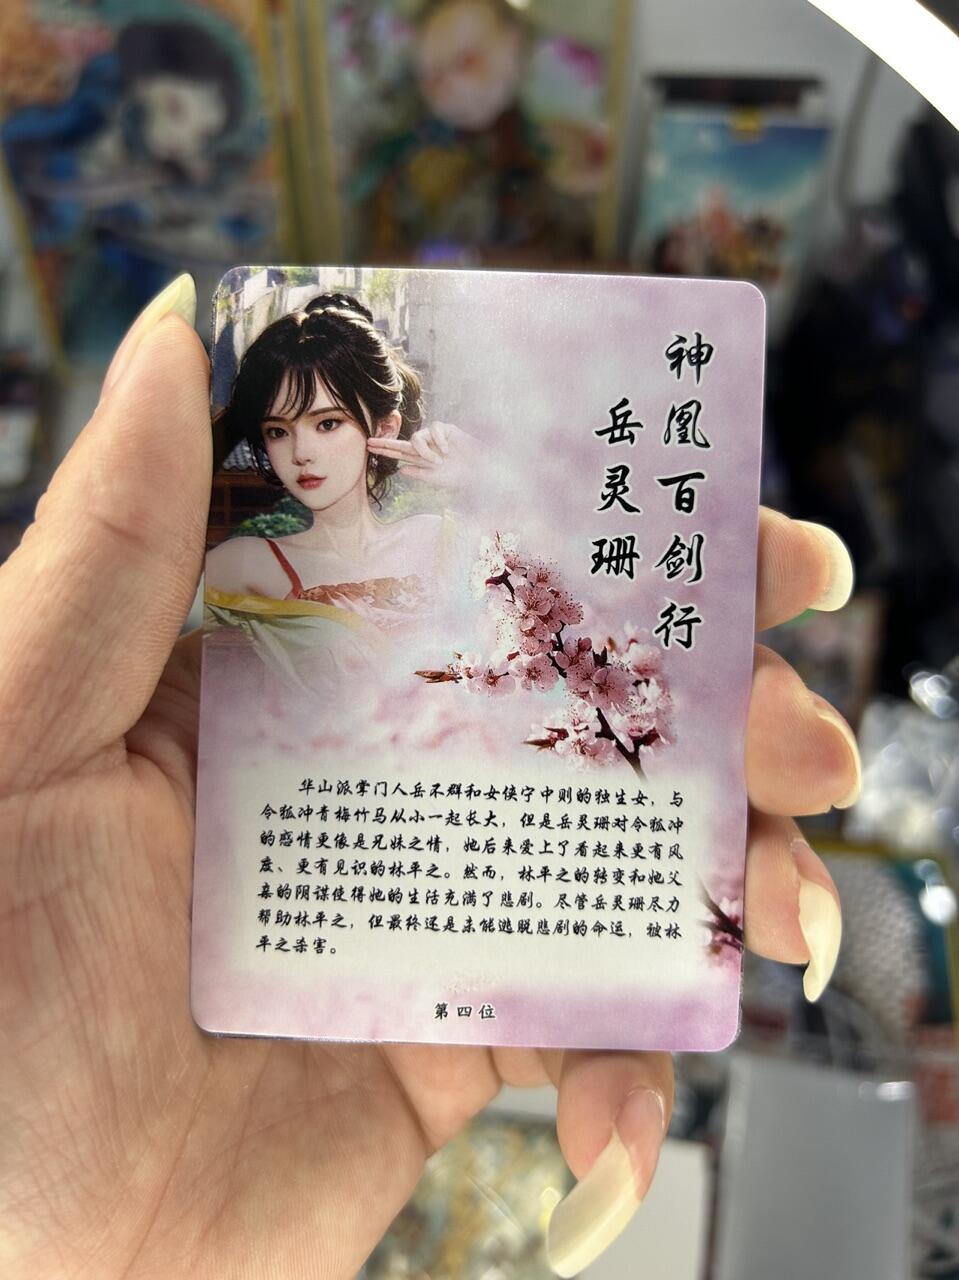 神凰百剑行
岳灵珊
华山派掌门人岳不群和女侠宁中则的独生女，与
令狐冲青梅竹马从小一起长大，但是岳灵珊对令狐冲
的感情更像是兄妹之情，她后来爱上了看起来更有风
度、更有见识的林平之。然而，林平之的转变和她父
亲的阴谋使得她的生活充满了悲剧。尽管岳灵珊尽力
帮助林平之，但最终还是未能逃脱悲剧的命运，被林
平之杀害。
第四位